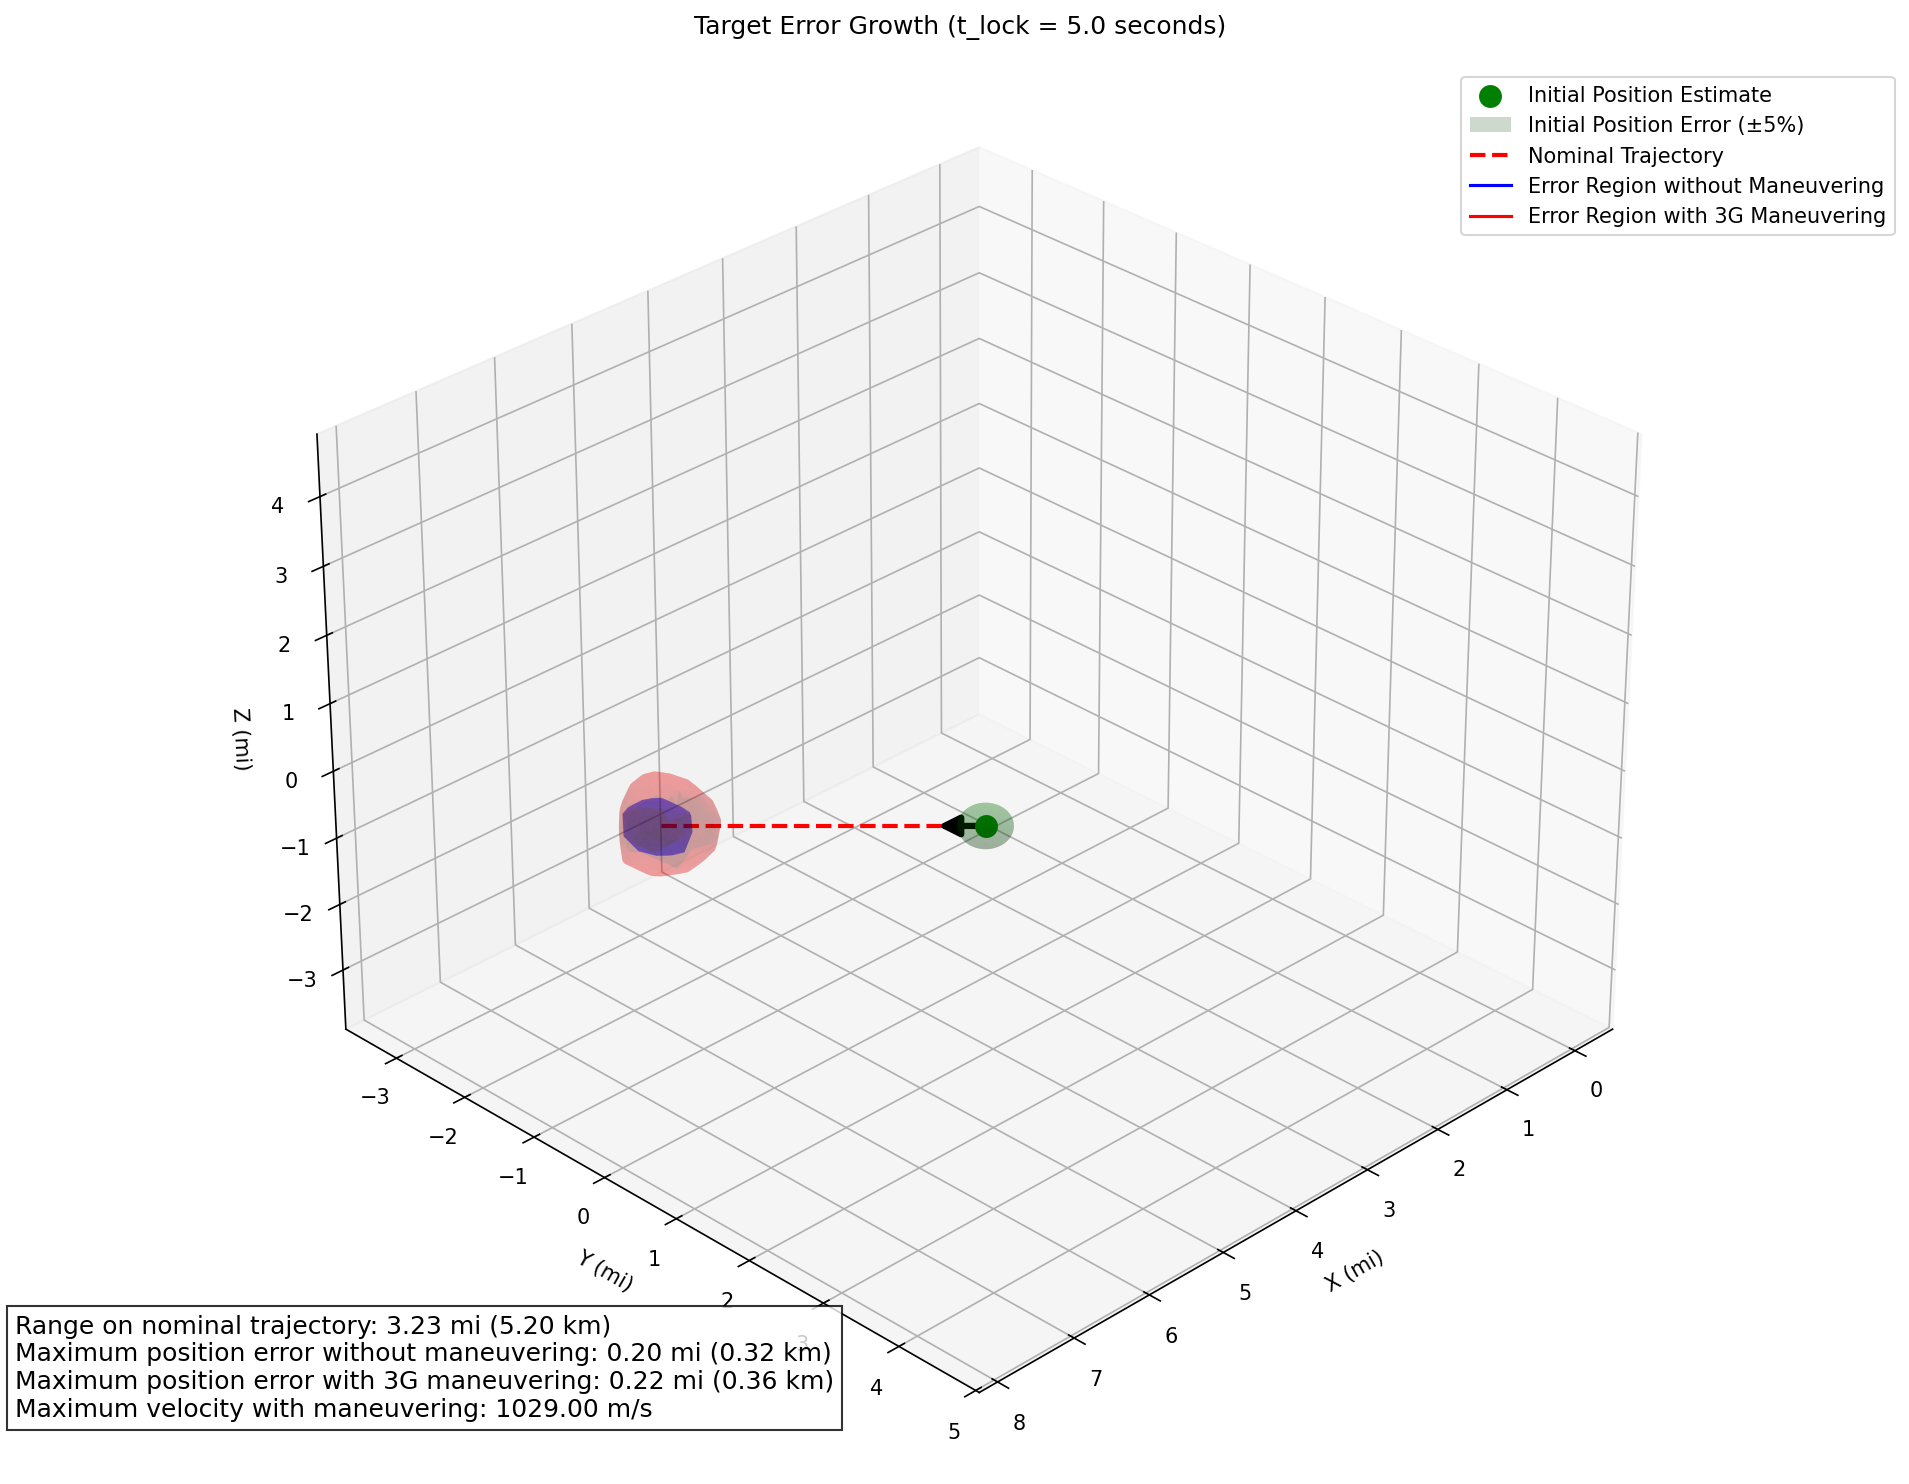 Target Error Growth (t_lock = 5.0 seconds)
Initial Position Estimate
Initial Position Error (±5%)
Nominal Trajectory
Error Region without Maneuvering
Error Region with 3G Maneuvering
4
3
2
1
0
−1
−2
−3
Z (mi)
−3
−2
−1
0
1
2
3
4
5
Y (mi)
0
1
2
3
4
5
6
7
8
X (mi)
Range on nominal trajectory: 3.23 mi (5.20 km)
Maximum position error without maneuvering: 0.20 mi (0.32 km)
Maximum position error with 3G maneuvering: 0.22 mi (0.36 km)
Maximum velocity with maneuvering: 1029.00 m/s